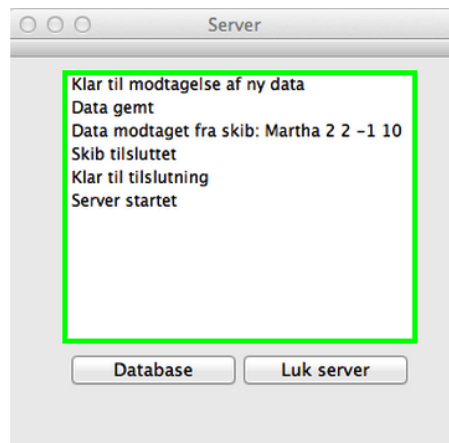 Server
Klar til modtagelse af ny data
Data gemt
Data modtaget fra skib: Martha 2 2 -1 10
Skib tilsluttet
Klar til tilslutning
Server startet
Database
Luk server